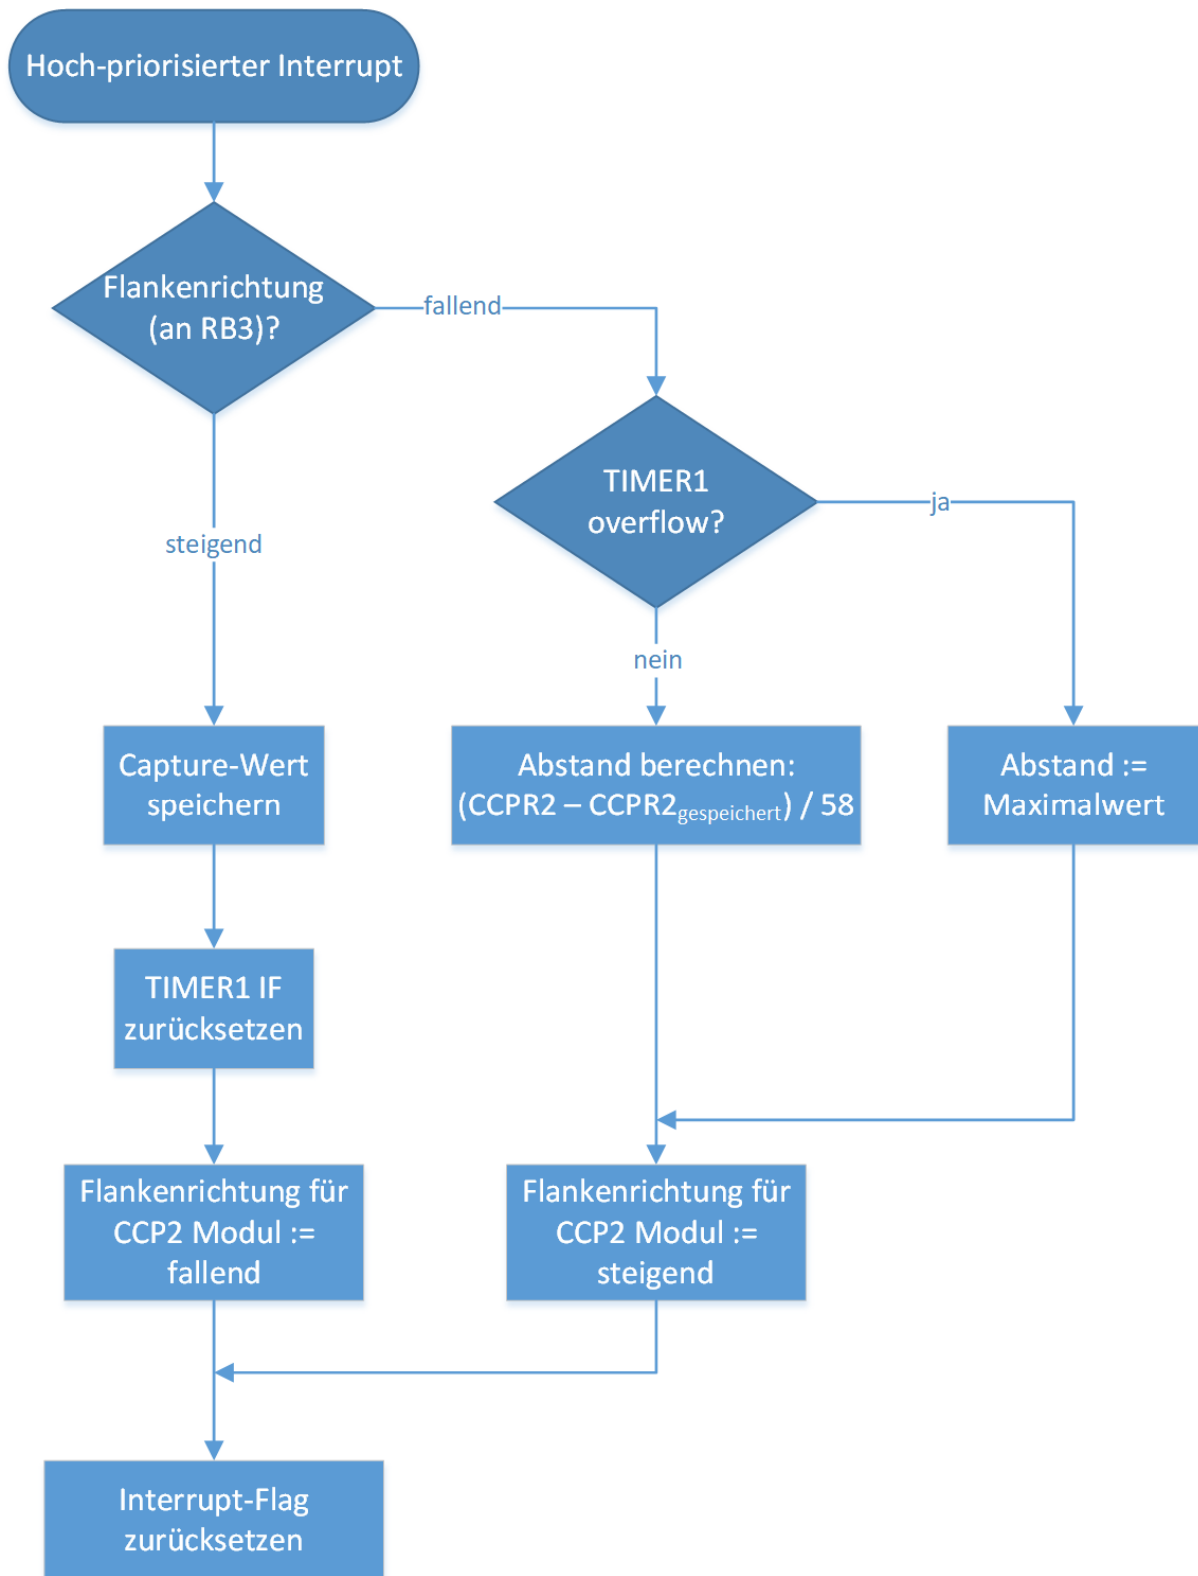 Hoch-priorisierter Interrupt
Flankenrichtung
(an RB3)?
fallend
TIMER1
overflow?
ja
steigend
nein
Capture-Wert
speichern
Abstand berechnen:
(CCPR2 – CCPR2gespeichert) / 58
Abstand :=
Maximalwert
TIMER1 IF
zurücksetzen
Flankenrichtung für
CCP2 Modul :=
fallend
Flankenrichtung für
CCP2 Modul :=
steigend
Interrupt-Flag
zurücksetzen